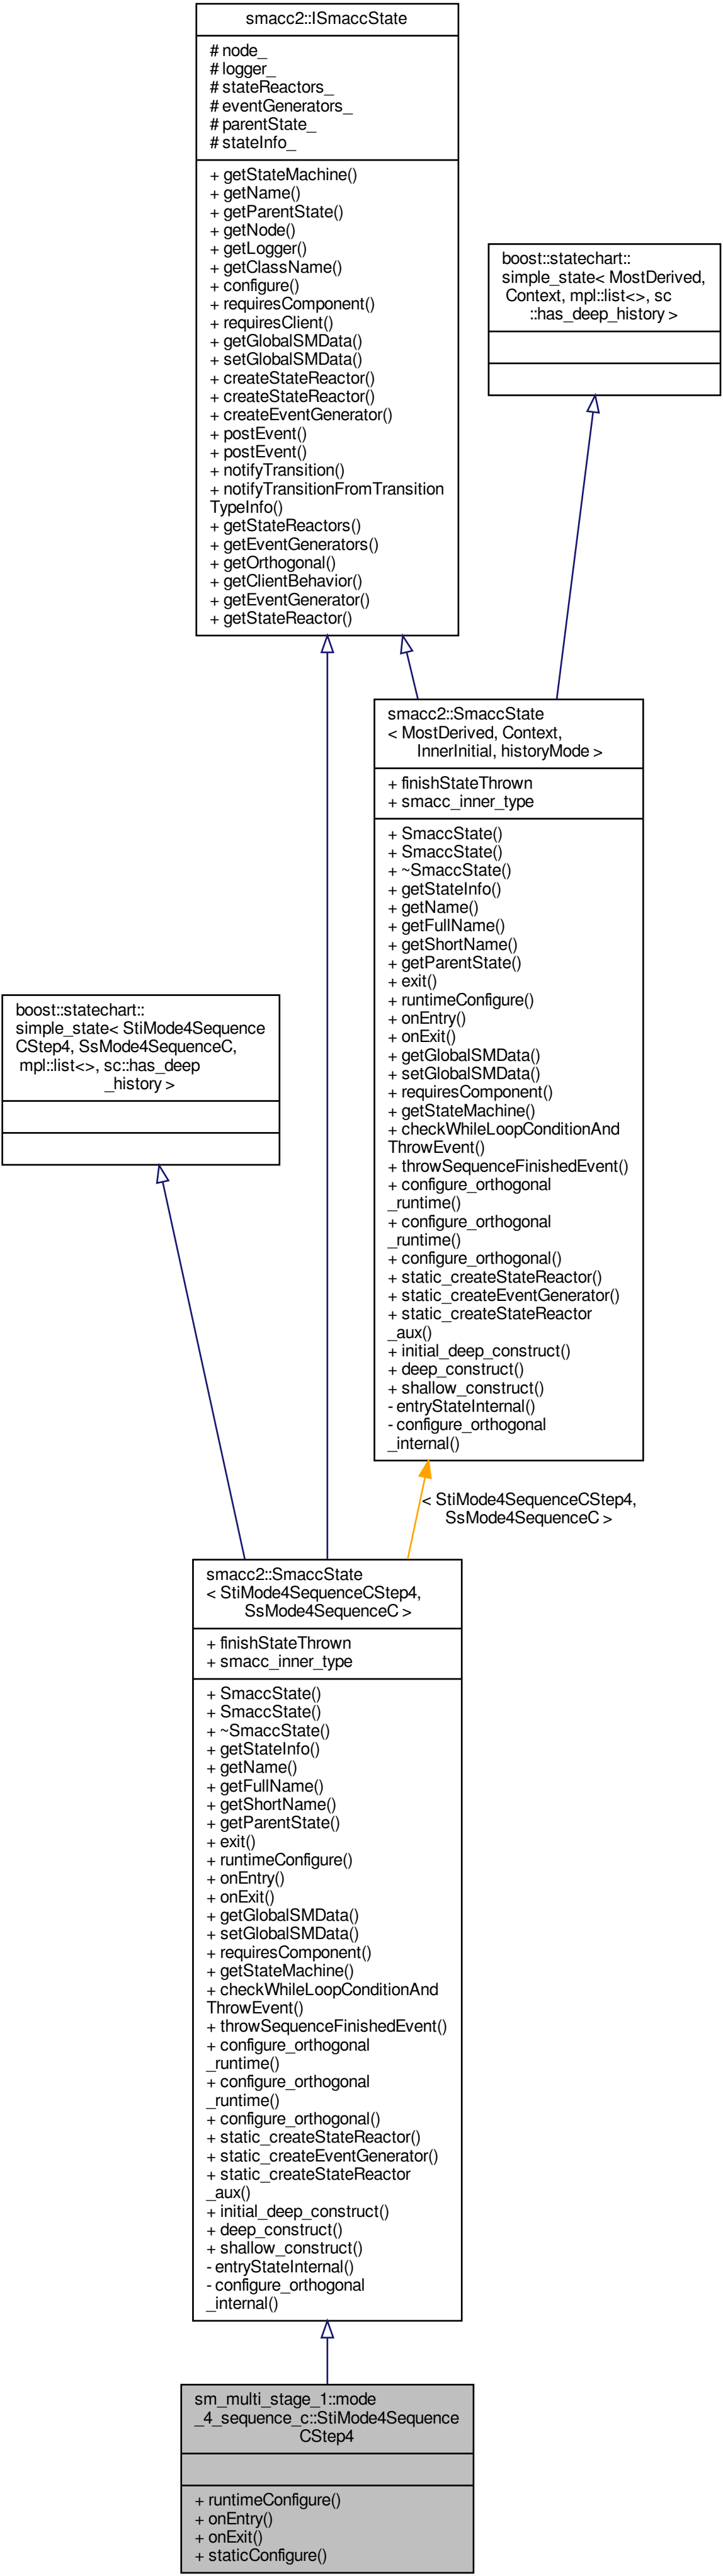 smacc2::ISmaccState
# node_
# logger_
# stateReactors_
# eventGenerators_
# parentState_
# stateInfo_
+ getStateMachine()
+ getName()
+ getParentState()
+ getNode()
+ getLogger()
+ getClassName()
+ configure()
+ requiresComponent()
+ requiresClient()
+ getGlobalSMData()
+ setGlobalSMData()
+ createStateReactor()
+ createStateReactor()
+ createEventGenerator()
+ postEvent()
+ postEvent()
+ notifyTransition()
+ notifyTransitionFromTransition
TypeInfo()
+ getStateReactors()
+ getEventGenerators()
+ getOrthogonal()
+ getClientBehavior()
+ getEventGenerator()
+ getStateReactor()
boost::statechart::
simple_state< MostDerived,
Context, mpl::list<>, sc
::has_deep_history >
smacc2::SmaccState
< MostDerived, Context,
InnerInitial, historyMode >
+ finishStateThrown
+ smacc_inner_type
+ SmaccState()
+ SmaccState()
+ ~SmaccState()
+ getStateInfo()
+ getName()
+ getFullName()
+ getShortName()
+ getParentState()
+ exit()
+ runtimeConfigure()
+ onEntry()
+ onExit()
+ getGlobalSMData()
+ setGlobalSMData()
+ requiresComponent()
+ getStateMachine()
+ checkWhileLoopConditionAnd
ThrowEvent()
+ throwSequenceFinishedEvent()
+ configure_orthogonal
_runtime()
+ configure_orthogonal
_runtime()
+ configure_orthogonal()
+ static_createStateReactor()
+ static_createEventGenerator()
+ static_createStateReactor
_aux()
+ initial_deep_construct()
+ deep_construct()
+ shallow_construct()
- entryStateInternal()
- configure_orthogonal
_internal()
boost::statechart::
simple_state< StiMode4Sequence
CStep4, SsMode4SequenceC,
mpl::list<>, sc::has_deep
_history >
< StiMode4SequenceCStep4,
SsMode4SequenceC >
smacc2::SmaccState
< StiMode4SequenceCStep4,
SsMode4SequenceC >
+ finishStateThrown
+ smacc_inner_type
+ SmaccState()
+ SmaccState()
+ ~SmaccState()
+ getStateInfo()
+ getName()
+ getFullName()
+ getShortName()
+ getParentState()
+ exit()
+ runtimeConfigure()
+ onEntry()
+ onExit()
+ getGlobalSMData()
+ setGlobalSMData()
+ requiresComponent()
+ getStateMachine()
+ checkWhileLoopConditionAnd
ThrowEvent()
+ throwSequenceFinishedEvent()
+ configure_orthogonal
_runtime()
+ configure_orthogonal
_runtime()
+ configure_orthogonal()
+ static_createStateReactor()
+ static_createEventGenerator()
+ static_createStateReactor
_aux()
+ initial_deep_construct()
+ deep_construct()
+ shallow_construct()
- entryStateInternal()
- configure_orthogonal
_internal()
sm_multi_stage_1::mode
_4_sequence_c::StiMode4Sequence
CStep4
+ runtimeConfigure()
+ onEntry()
+ onExit()
+ staticConfigure()